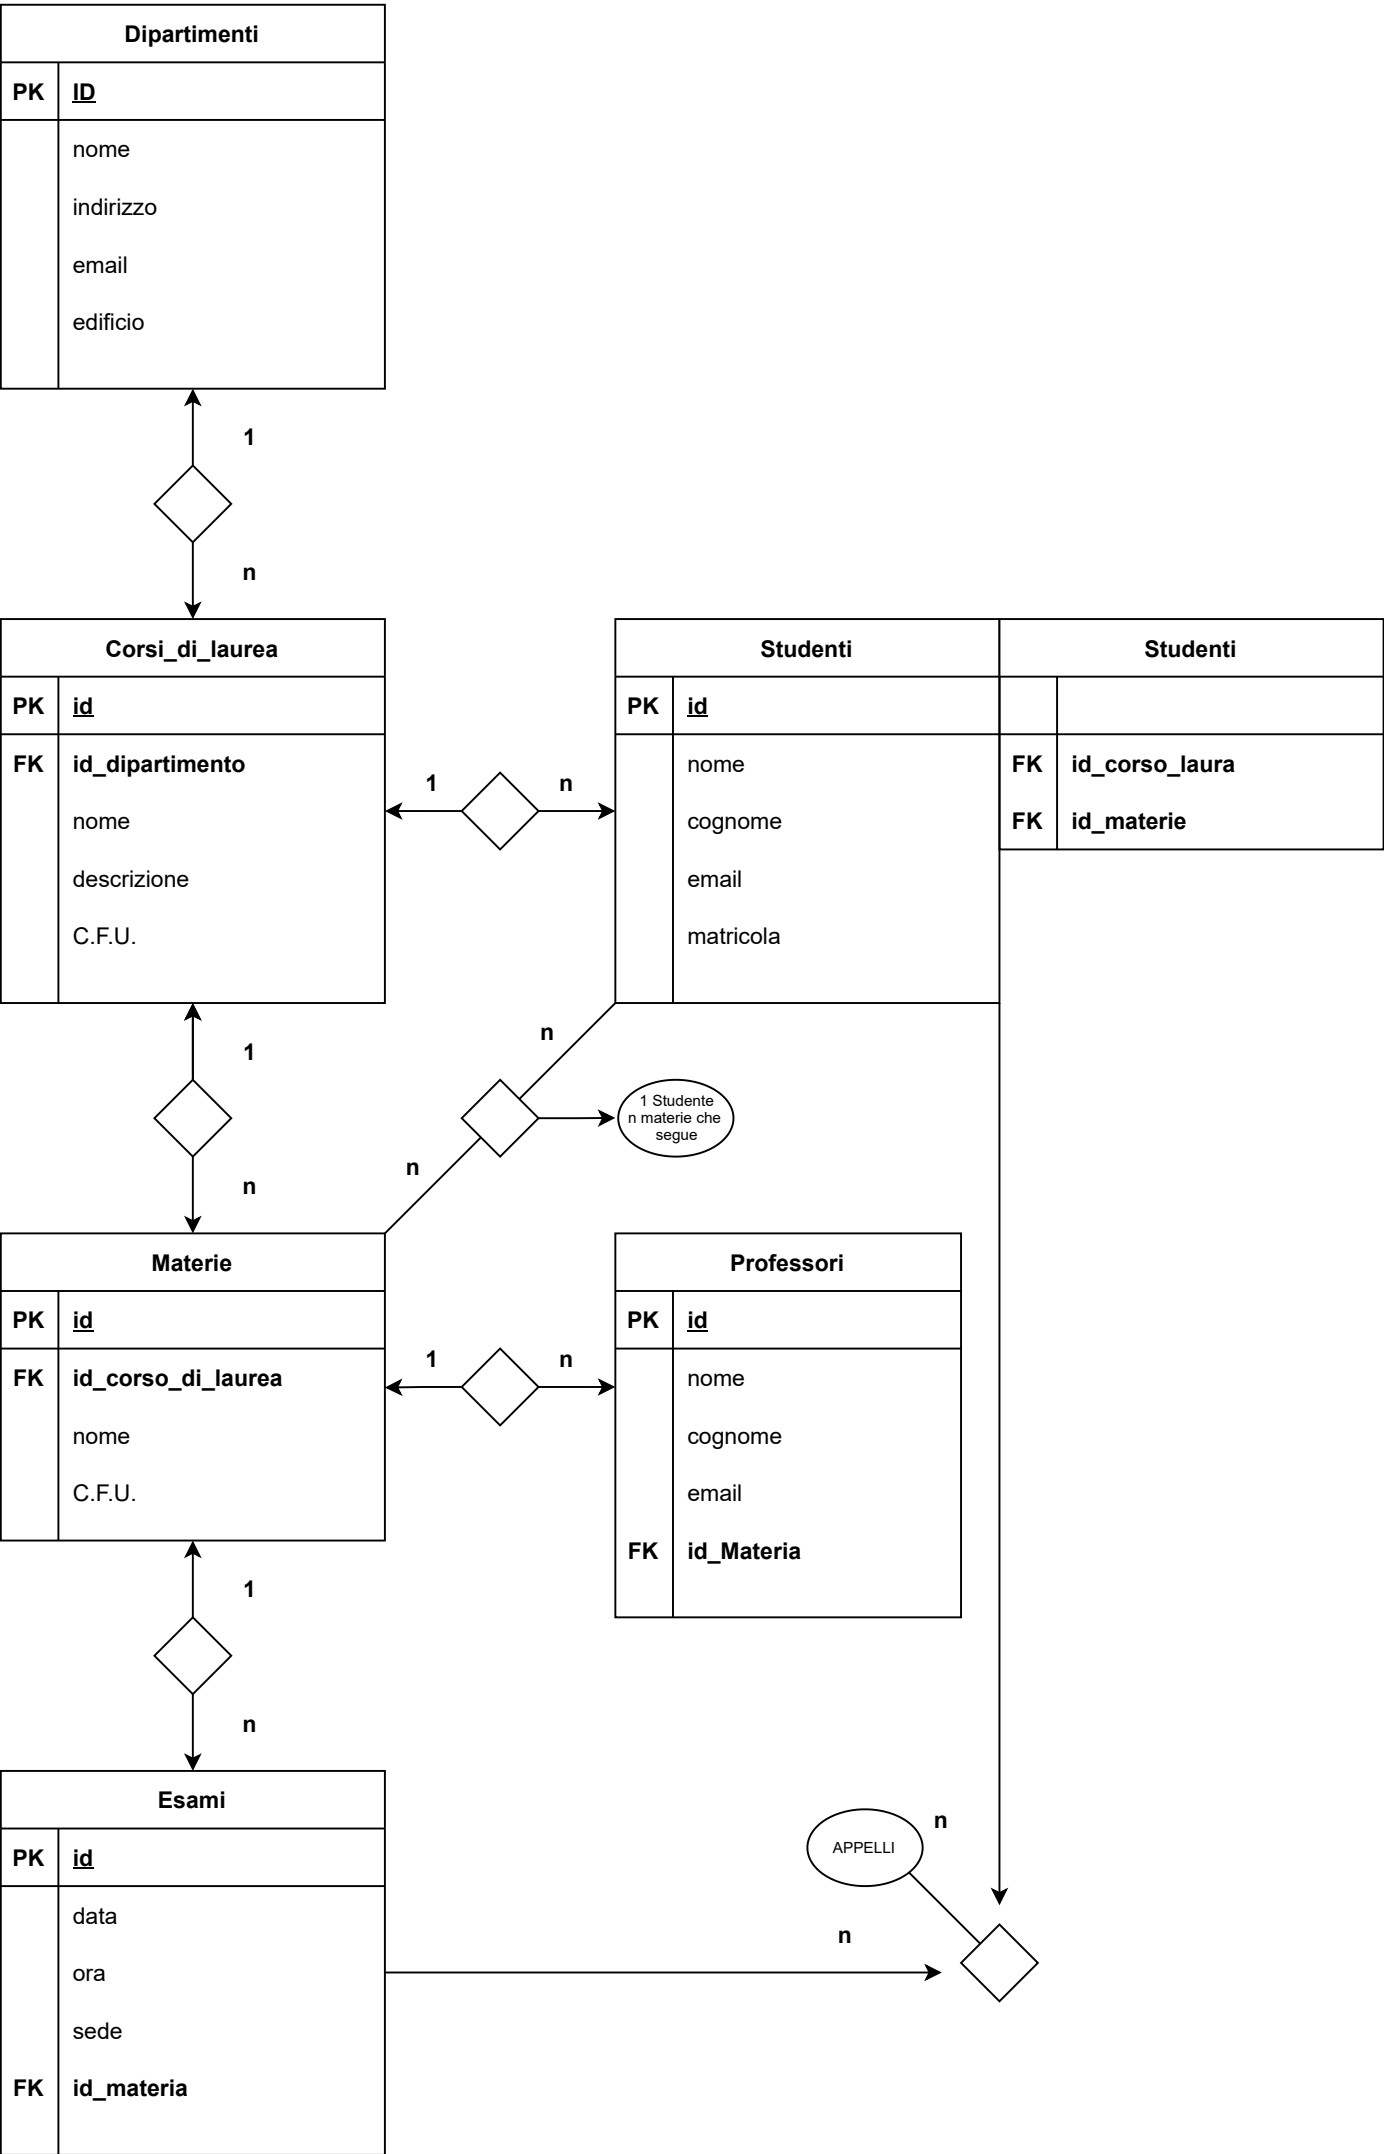 Dipartimenti
PK ID
nome
indirizzo
email
edificio
1
n
Corsi_di_laurea
PK id
FK id_dipartimento
nome
descrizione
C.F.U.
1 n
Studenti
PK id
nome
cognome
email
matricola
Studenti
FK id_corso_laura
FK id_materie
1
n
n
n
1 Studente
n materie che
segue
Materie
PK id
FK id_corso_di_laurea
nome
C.F.U.
1 n
Professori
PK id
nome
cognome
email
FK id_Materia
1
n
Esami
PK id
data
ora
sede
FK id_materia
APPELLI
n
n